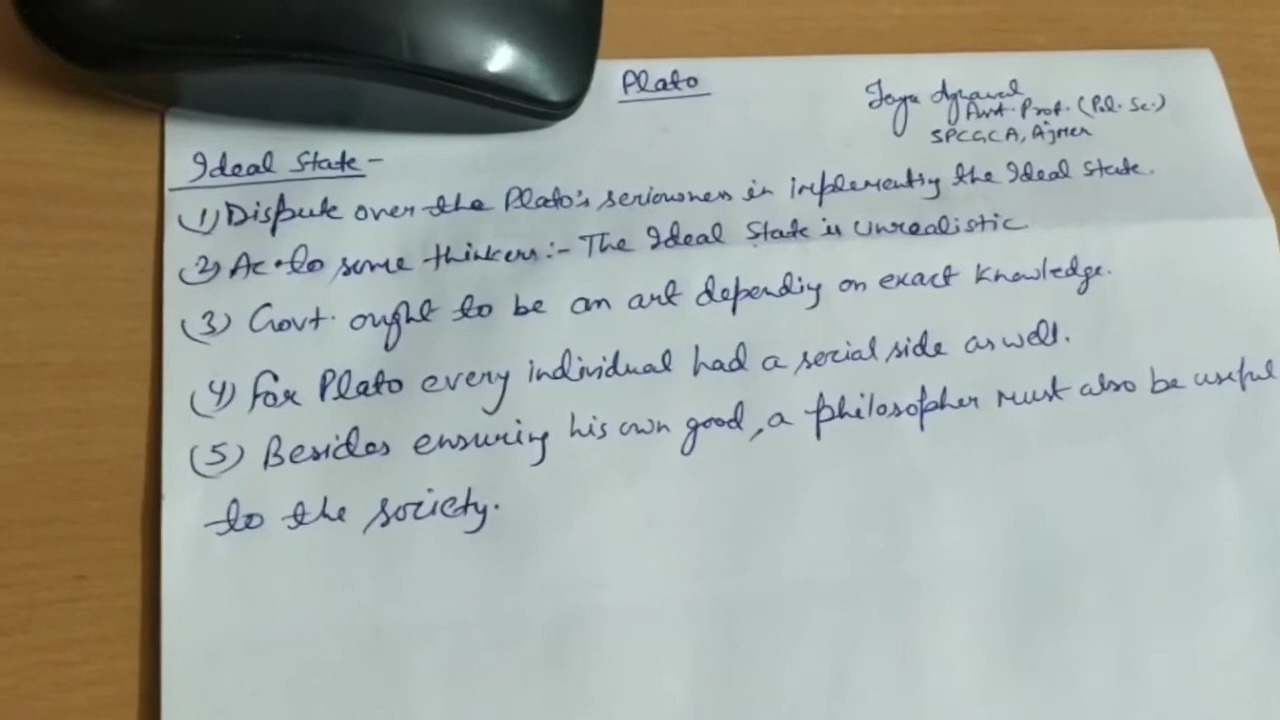 Plato
Jaya Agrawal
Asst. Prof. (Pol. Sc.)
SPCGCA, Ajmer
Ideal State -
(1) Dispute over the Plato's seriousness in implementing the Ideal State.
(2) Ac. to some thinkers :- The Ideal State is Unrealistic
(3) Govt. ought to be an art depending on exact knowledge.
(4) For Plato every individual had a social side as well.
(5) Besides ensuring his own good, a philosopher must also be useful
to the society.